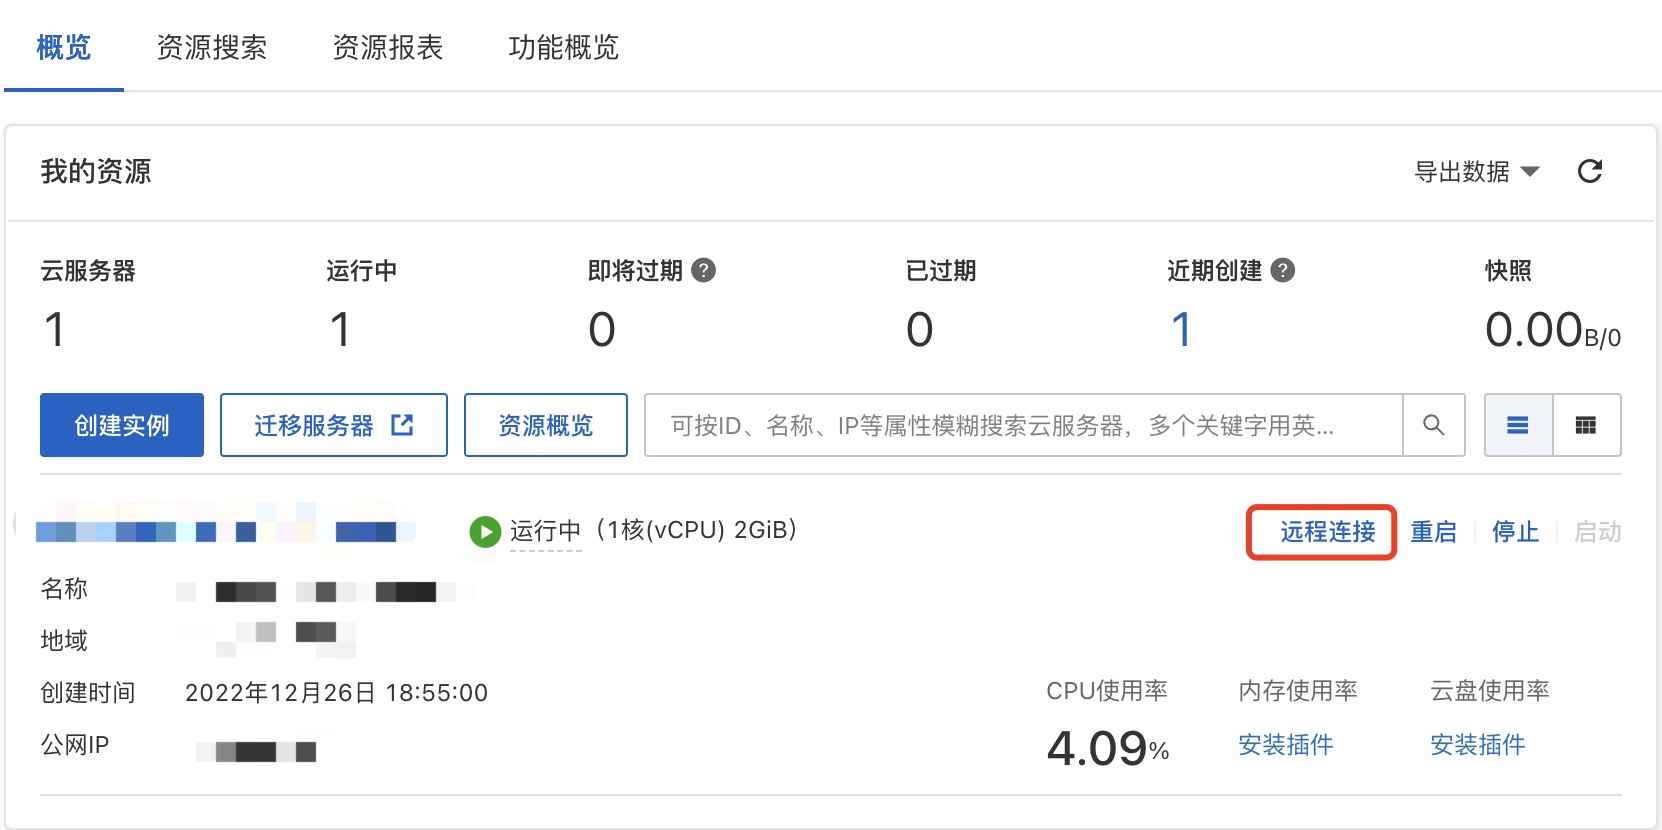 概览 资源搜索 资源报表 功能概览
我的资源 导出数据
云服务器 运行中 即将过期 ? 已过期 近期创建 ? 快照
1 1 0 0 1 0.00B/0
创建实例 迁移服务器 资源概览 可按ID、名称、IP等属性模糊搜索云服务器，多个关键字用英...
运行中（1核(vCPU) 2GiB） 远程连接 重启 停止 启动
名称
地域
创建时间 2022年12月26日 18:55:00 CPU使用率 内存使用率 云盘使用率
公网IP 4.09% 安装插件 安装插件